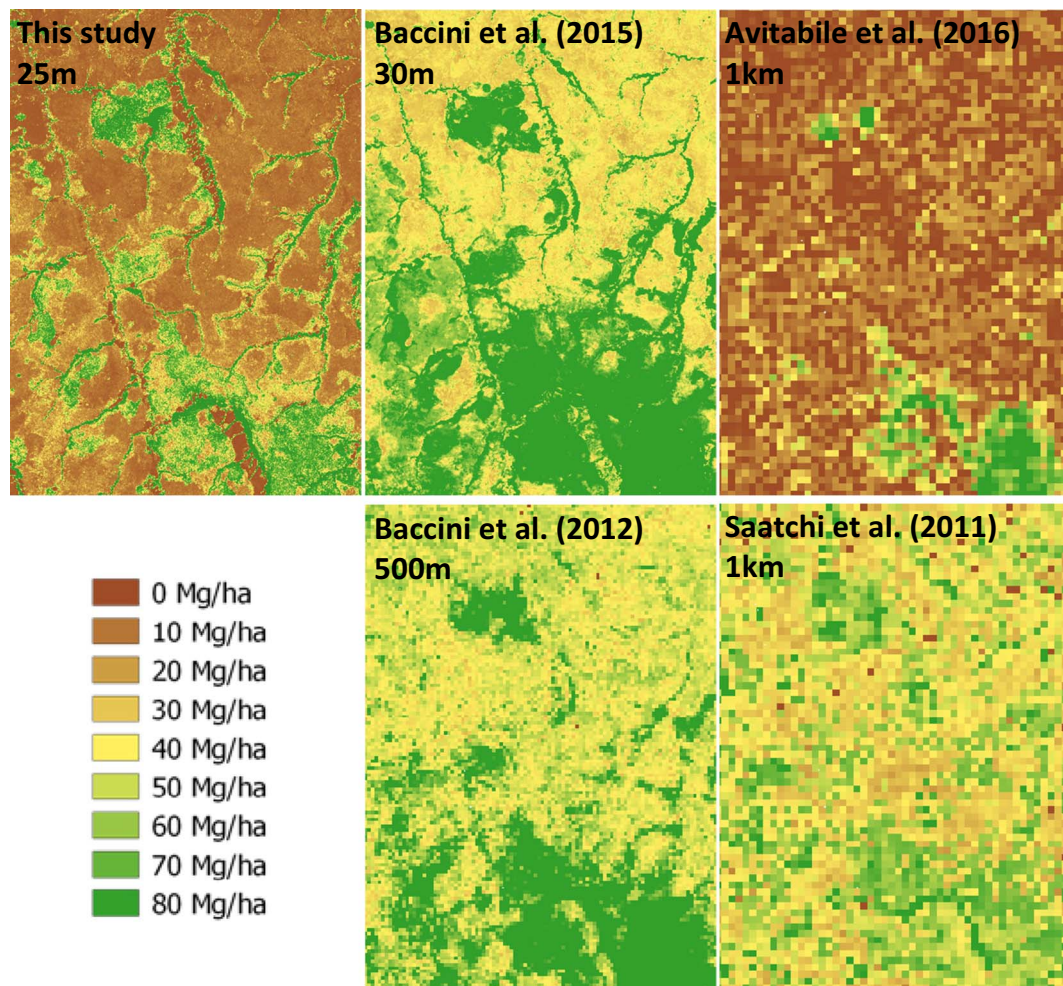 This study
25m
Baccini et al. (2015)
30m
Avitabile et al. (2016)
1km
Baccini et al. (2012)
500m
Saatchi et al. (2011)
1km
0 Mg/ha
10 Mg/ha
20 Mg/ha
30 Mg/ha
40 Mg/ha
50 Mg/ha
60 Mg/ha
70 Mg/ha
80 Mg/ha